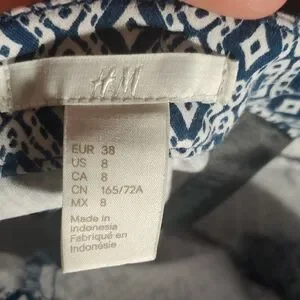 H&M
EUR 38
US 8
CA 8
CN 165/72A
MX 8
Made in
Indonesia
Fabriqué en
Indonésie